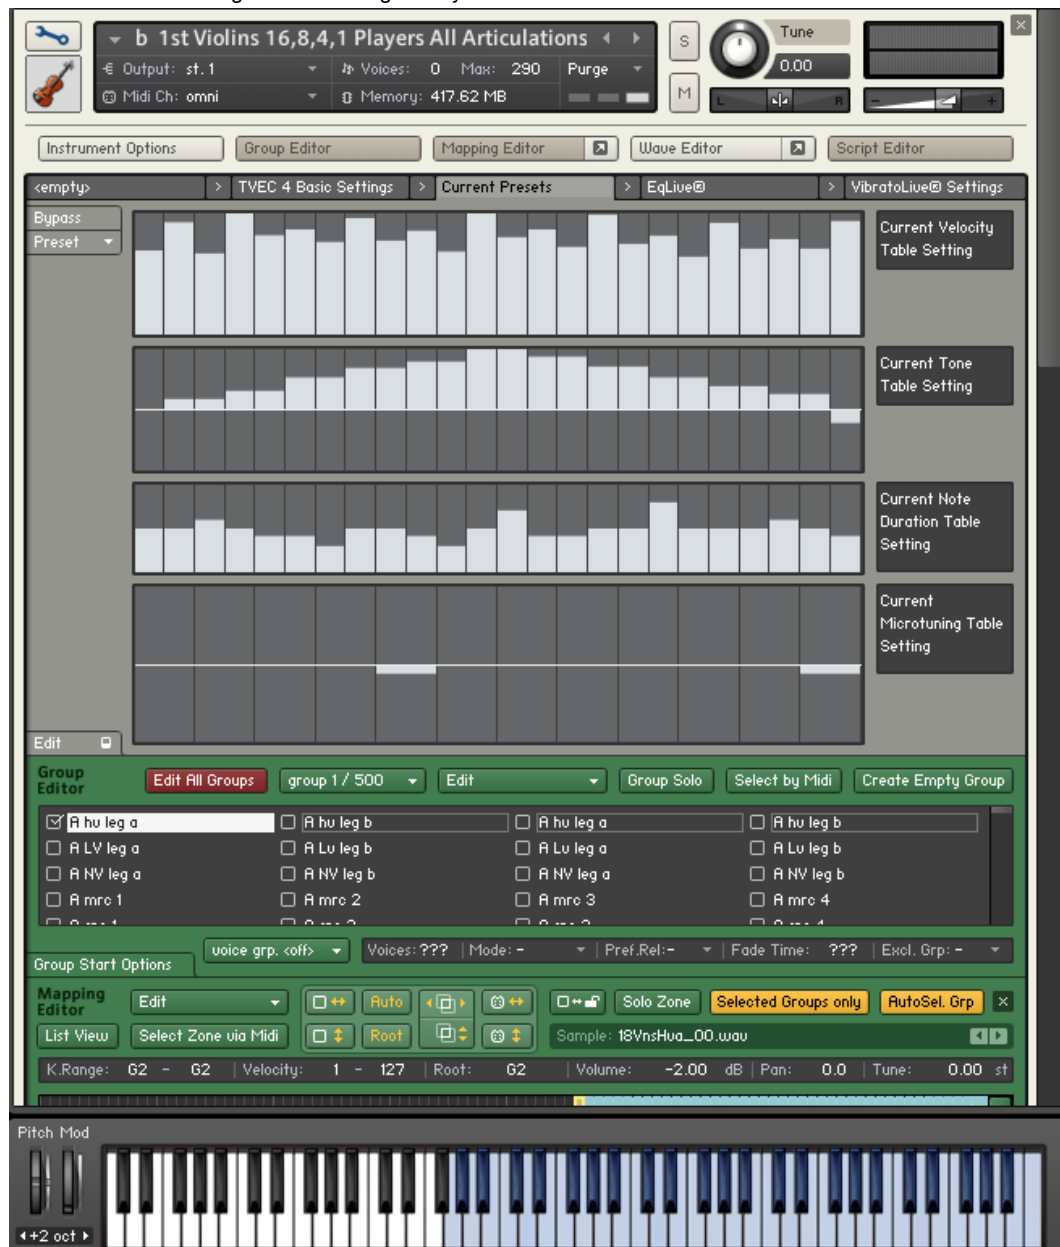 b 1st Violins 16,8,4,1 Players All Articulations
Output: st.1 Voices: 0 Max: 290 Purge
Midi Ch: omni Memory: 417.62 MB
S
M
Tune
0.00
L R
- +
Instrument Options Group Editor Mapping Editor Wave Editor Script Editor
<empty> > TVEC 4 Basic Settings > Current Presets > EqLive® > VibratoLive® Settings
Bypass
Preset
Current Velocity
Table Setting
Current Tone
Table Setting
Current Note
Duration Table
Setting
Current
Microtuning Table
Setting
Edit
Group
Editor
Edit All Groups group 1 / 500 Edit Group Solo Select by Midi Create Empty Group
A hv leg a A hv leg b A hv leg a A hv leg b
A LV leg a A Lv leg b A Lv leg a A Lv leg b
A NV leg a A NV leg b A NV leg a A NV leg b
A mrc 1 A mrc 2 A mrc 3 A mrc 4
voice grp. <off> Voices: ??? Mode: - Pref.Rel:- Fade Time: ??? Excl. Grp: -
Group Start Options
Mapping
Editor
Edit Auto Solo Zone Selected Groups only AutoSel. Grp
List View Select Zone via Midi Root Sample: 18VnsHva_00.wav
K.Range: G2 - G2 Velocity: 1 - 127 Root: G2 Volume: -2.00 dB Pan: 0.0 Tune: 0.00 st
Pitch Mod
+2 oct